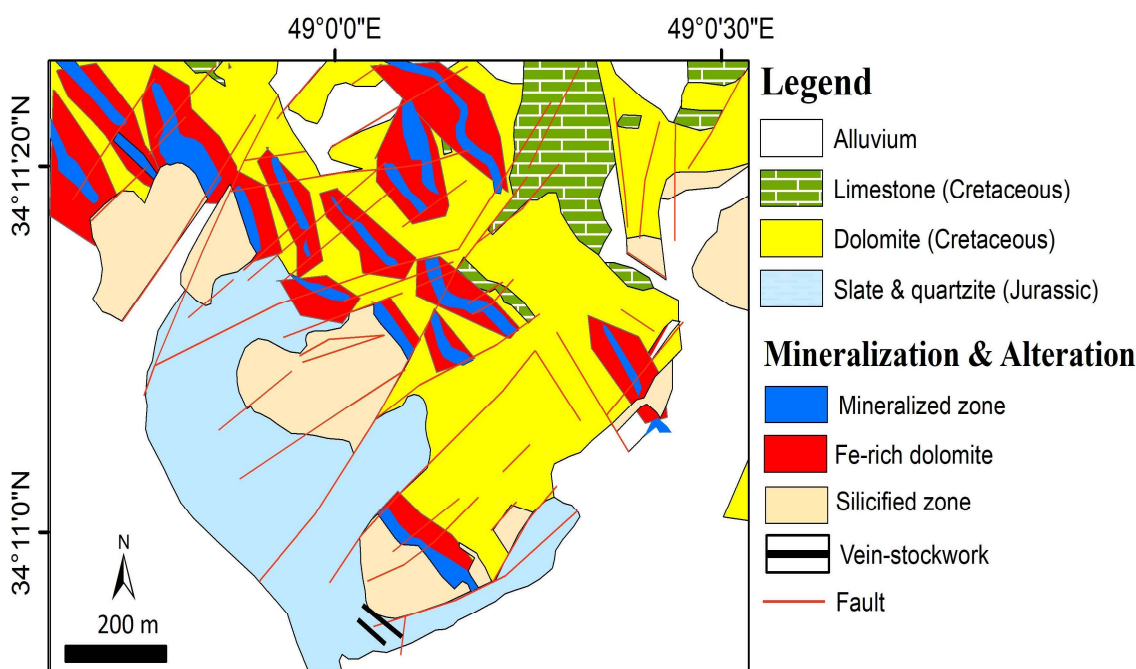 49°0'0"E
49°0'30"E
34°11'20"N
34°11'0"N
N
200 m
Legend
Alluvium
Limestone (Cretaceous)
Dolomite (Cretaceous)
Slate & quartzite (Jurassic)
Mineralization & Alteration
Mineralized zone
Fe-rich dolomite
Silicified zone
Vein-stockwork
Fault